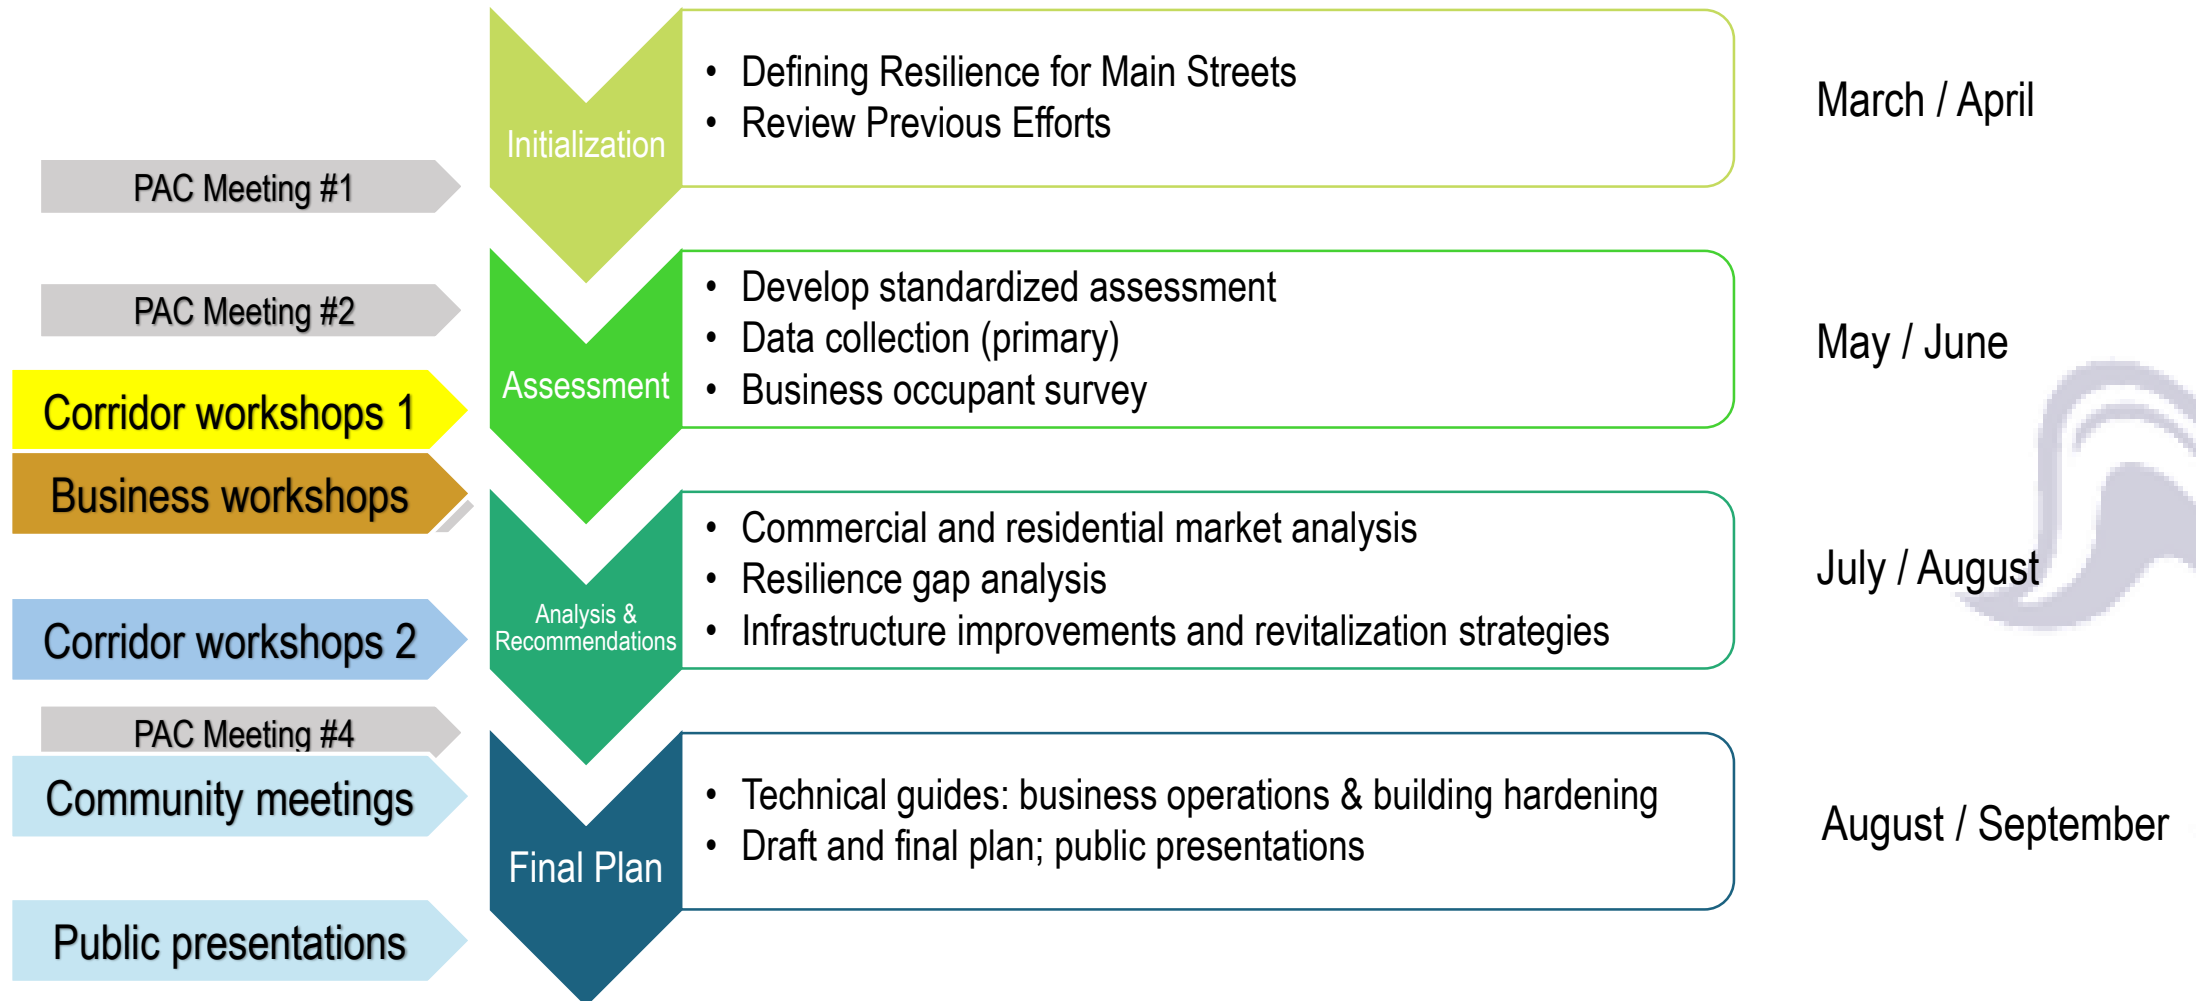 • Defining Resilience for Main Streets
• Review Previous Efforts
Initialization
March / April
PAC Meeting #1
PAC Meeting #2
• Develop standardized assessment
• Data collection (primary)
• Business occupant survey
Assessment
May / June
Corridor workshops 1
Business workshops
• Commercial and residential market analysis
• Resilience gap analysis
• Infrastructure improvements and revitalization strategies
Analysis &
Recommendations
July / August
Corridor workshops 2
PAC Meeting #4
Community meetings
• Technical guides: business operations & building hardening
• Draft and final plan; public presentations
Final Plan
August / September
Public presentations